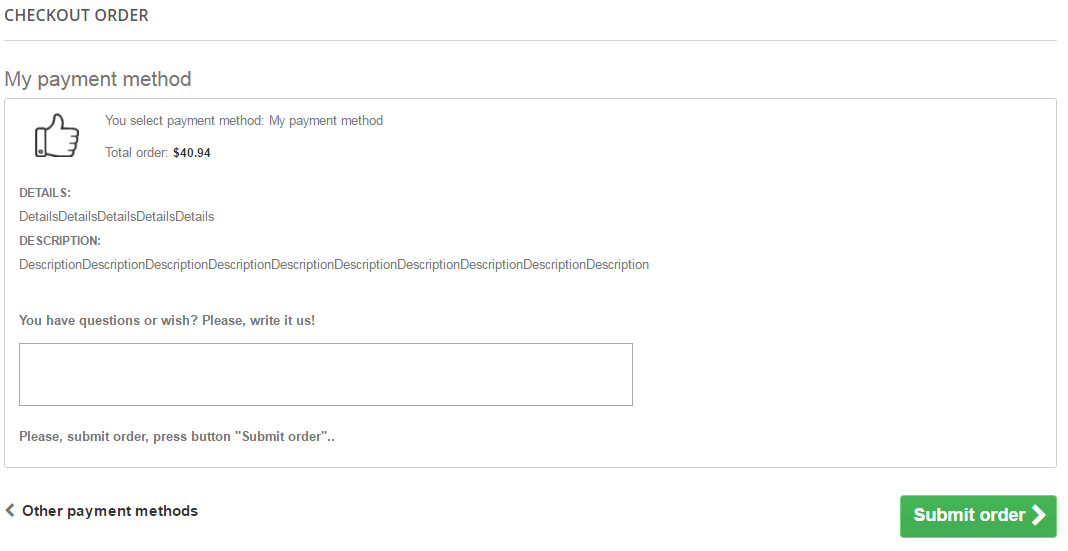 CHECKOUT ORDER
My payment method
You select payment method: My payment method
Total order: $40.94
DETAILS:
DetailsDetailsDetailsDetailsDetails
DESCRIPTION:
DescriptionDescriptionDescriptionDescriptionDescriptionDescriptionDescriptionDescriptionDescriptionDescription
You have questions or wish? Please, write it us!
Please, submit order, press button "Submit order"..
Other payment methods
Submit order